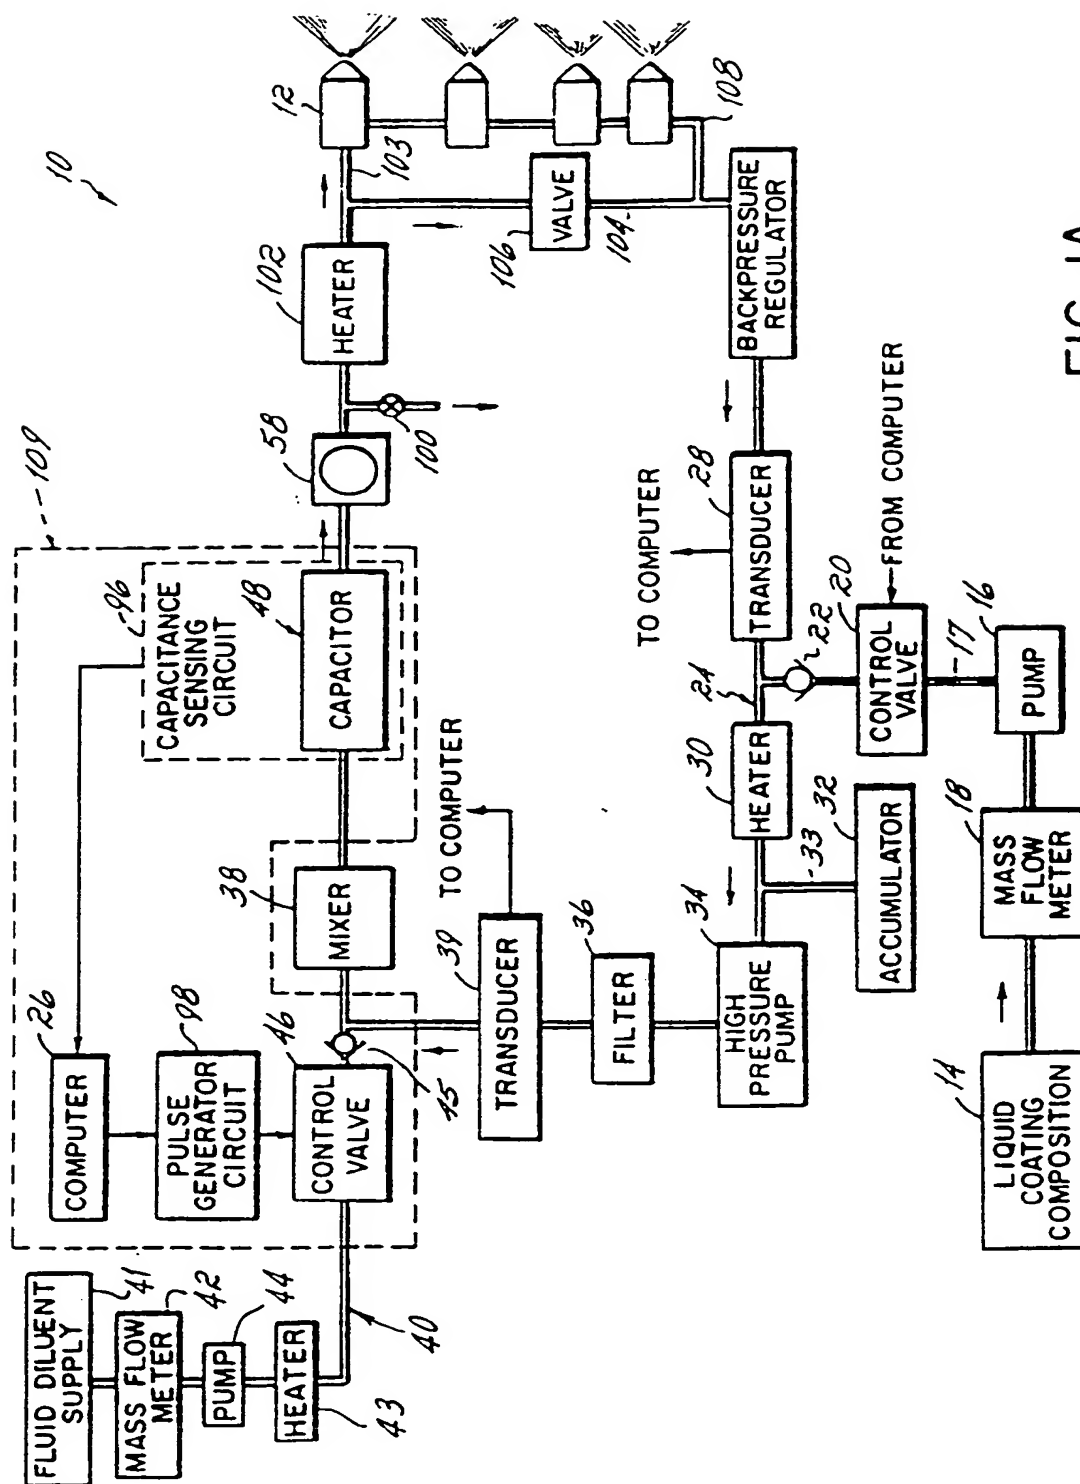 FLUID DILUENT
SUPPLY
41
MASS FLOW
METER
42
PUMP
44
HEATER
43
40
COMPUTER
26
PULSE
GENERATOR
CIRCUIT
98
CONTROL
VALVE
46
45
109
CAPACITANCE
SENSING
CIRCUIT
96
CAPACITOR
48
MIXER
38
58
100
HEATER
102
10
12
103
VALVE
106
104
108
TRANSDUCER
39
TO COMPUTER
FILTER
36
HIGH
PRESSURE
PUMP
34
HEATER
30
24
TRANSDUCER
28
TO COMPUTER
BACKPRESSURE
REGULATOR
ACCUMULATOR
32
33
22
CONTROL
VALVE
20
FROM COMPUTER
17
PUMP
16
MASS
FLOW
METER
18
LIQUID
COATING
COMPOSITION
14
FIG. 1A